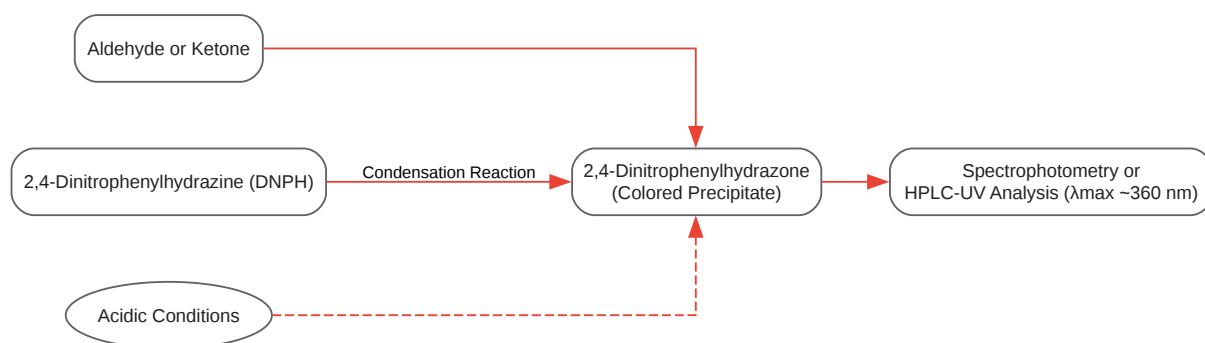 Aldehyde or Ketone
2,4-Dinitrophenylhydrazine (DNPH)
Condensation Reaction
2,4-Dinitrophenylhydrazone
(Colored Precipitate)
Spectrophotometry or
HPLC-UV Analysis (λmax ~360 nm)
Acidic Conditions